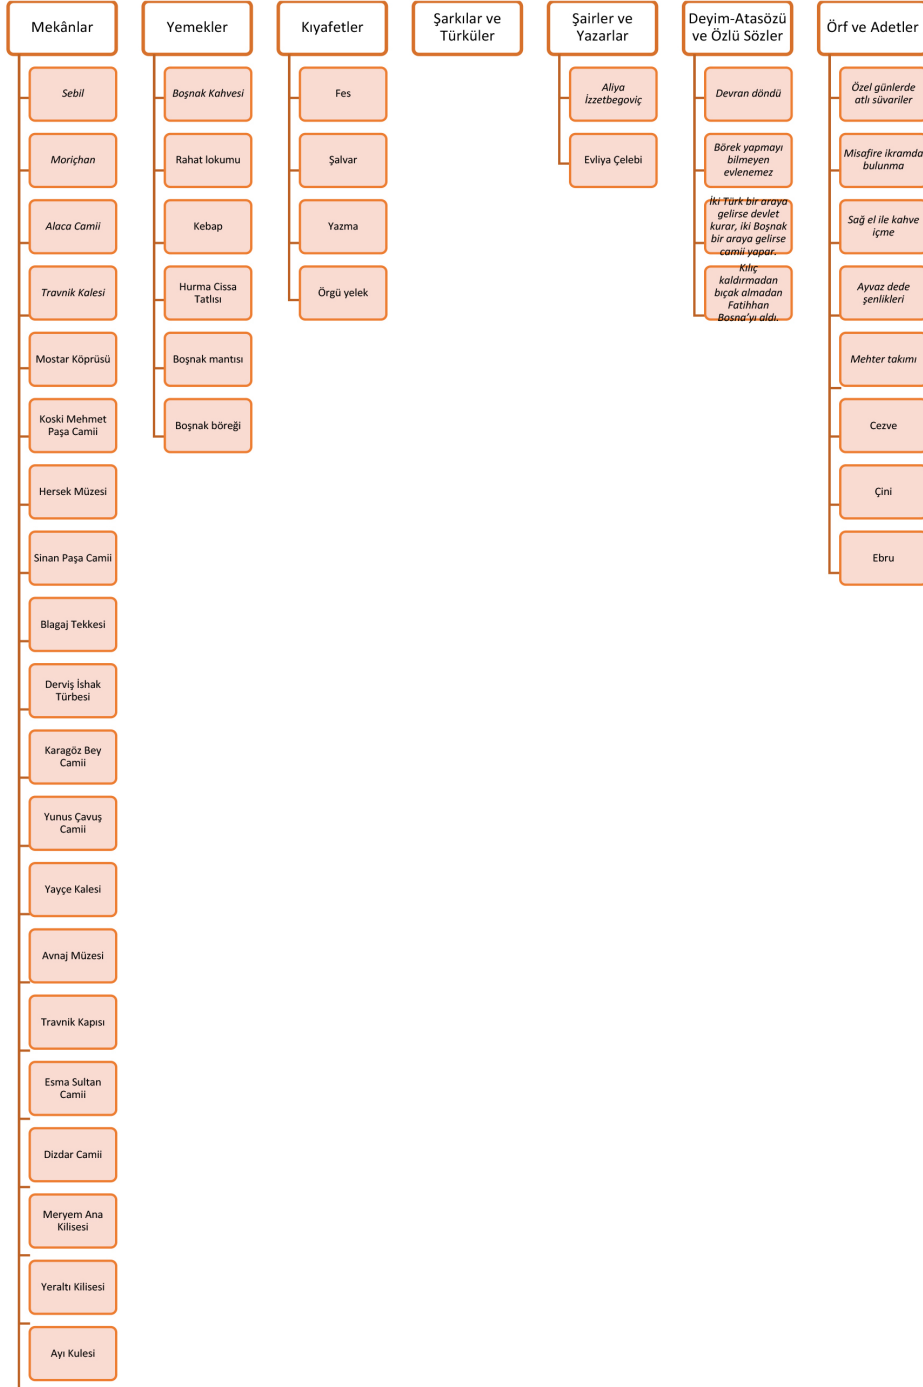 Mekânlar
Sebil
Moriçhan
Alaca Camii
Travnik Kalesi
Mostar Köprüsü
Koski Mehmet
Paşa Camii
Hersek Müzesi
Sinan Paşa Camii
Blagaj Tekkesi
Derviş İshak
Türbesi
Karagöz Bey
Camii
Yunus Çavuş
Camii
Yayçe Kalesi
Avnaj Müzesi
Travnik Kapısı
Esma Sultan
Camii
Dizdar Camii
Meryem Ana
Kilisesi
Yeraltı Kilisesi
Ayı Kulesi
Yemekler
Boşnak Kahvesi
Rahat lokumu
Kebap
Hurma Cissa
Tatlısı
Boşnak mantısı
Boşnak böreği
Kıyafetler
Fes
Şalvar
Yazma
Örgü yelek
Şarkılar ve
Türküler
Şairler ve
Yazarlar
Aliya
İzzetbegoviç
Evliya Çelebi
Deyim-Atasözü
ve Özlü Sözler
Devran döndü
Börek yapmayı
bilmeyen
evlenemez
İki Türk bir araya
gelirse devlet
kurar, iki Boşnak
bir araya gelirse
camii yapar.
Kılıç
kaldırmadan
bıçak almadan
Fatihhan
Bosna'yı aldı.
Örf ve Adetler
Özel günlerde
atlı süvariler
Misafire ikramda
bulunma
Sağ el ile kahve
içme
Ayvaz dede
şenlikleri
Mehter takımı
Cezve
Çini
Ebru